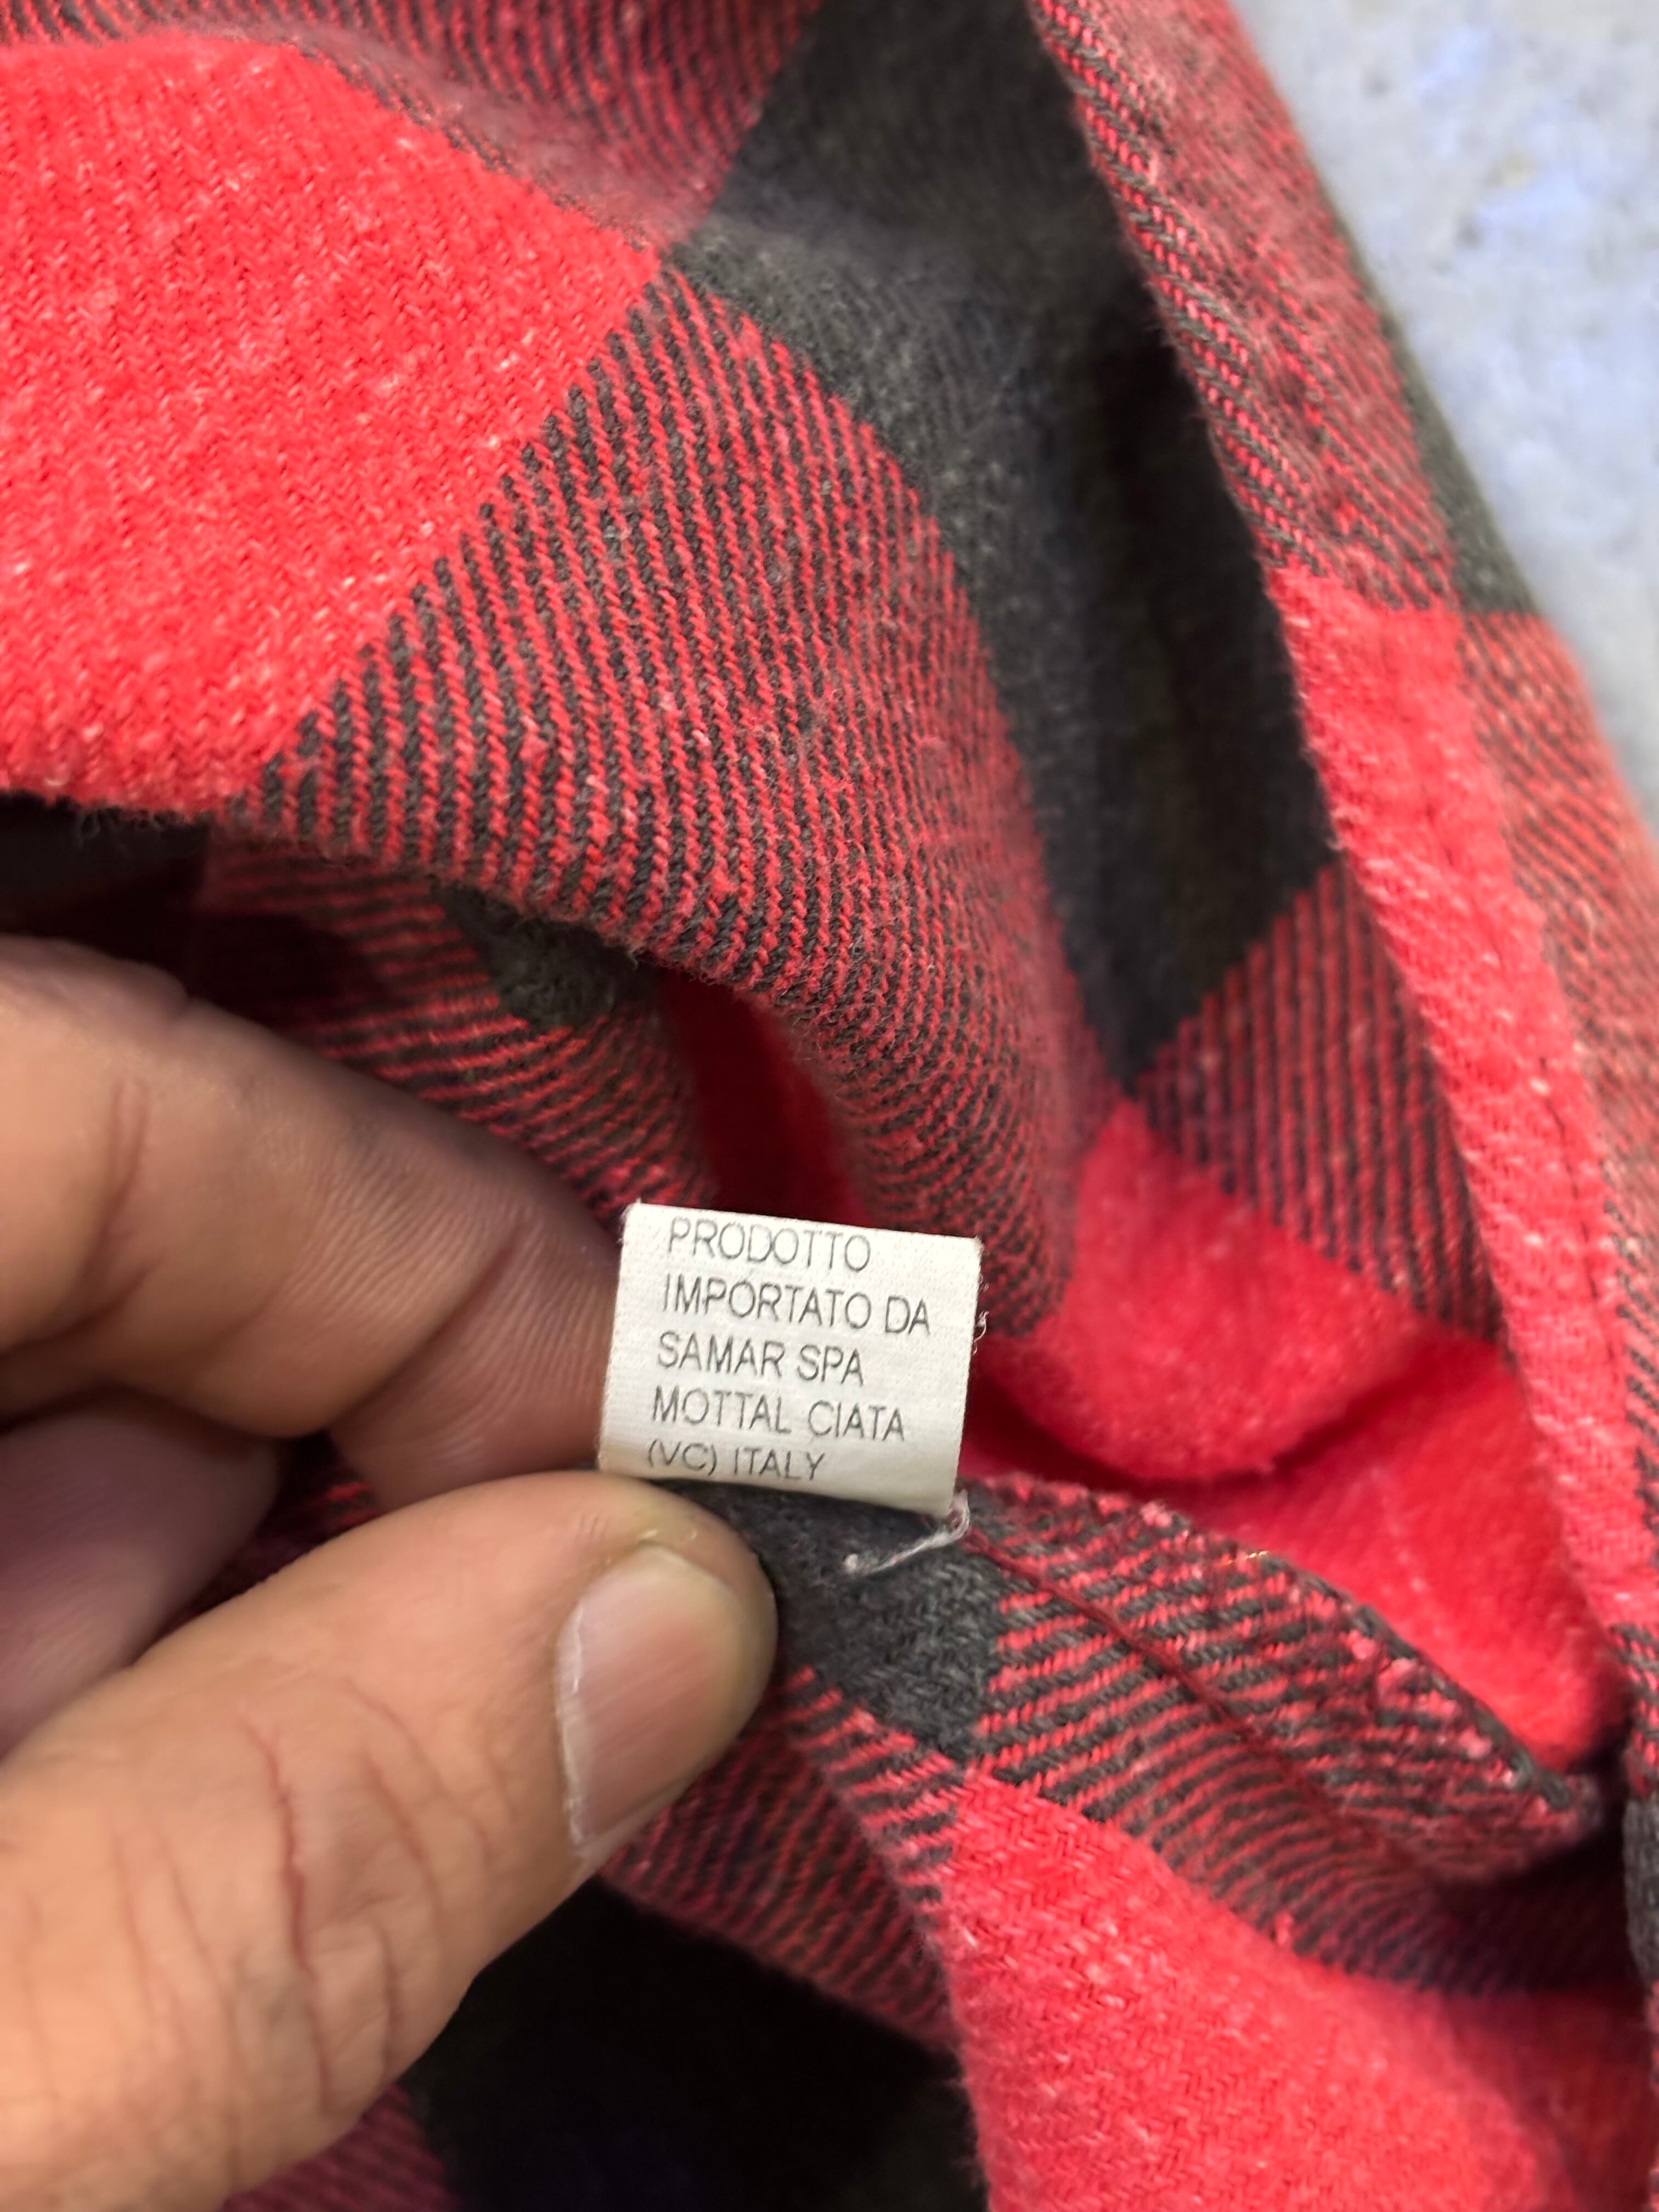 PRODOTTO
IMPORTATO DA
SAMAR SPA
MOTTAL CIATA
(VC) ITALY